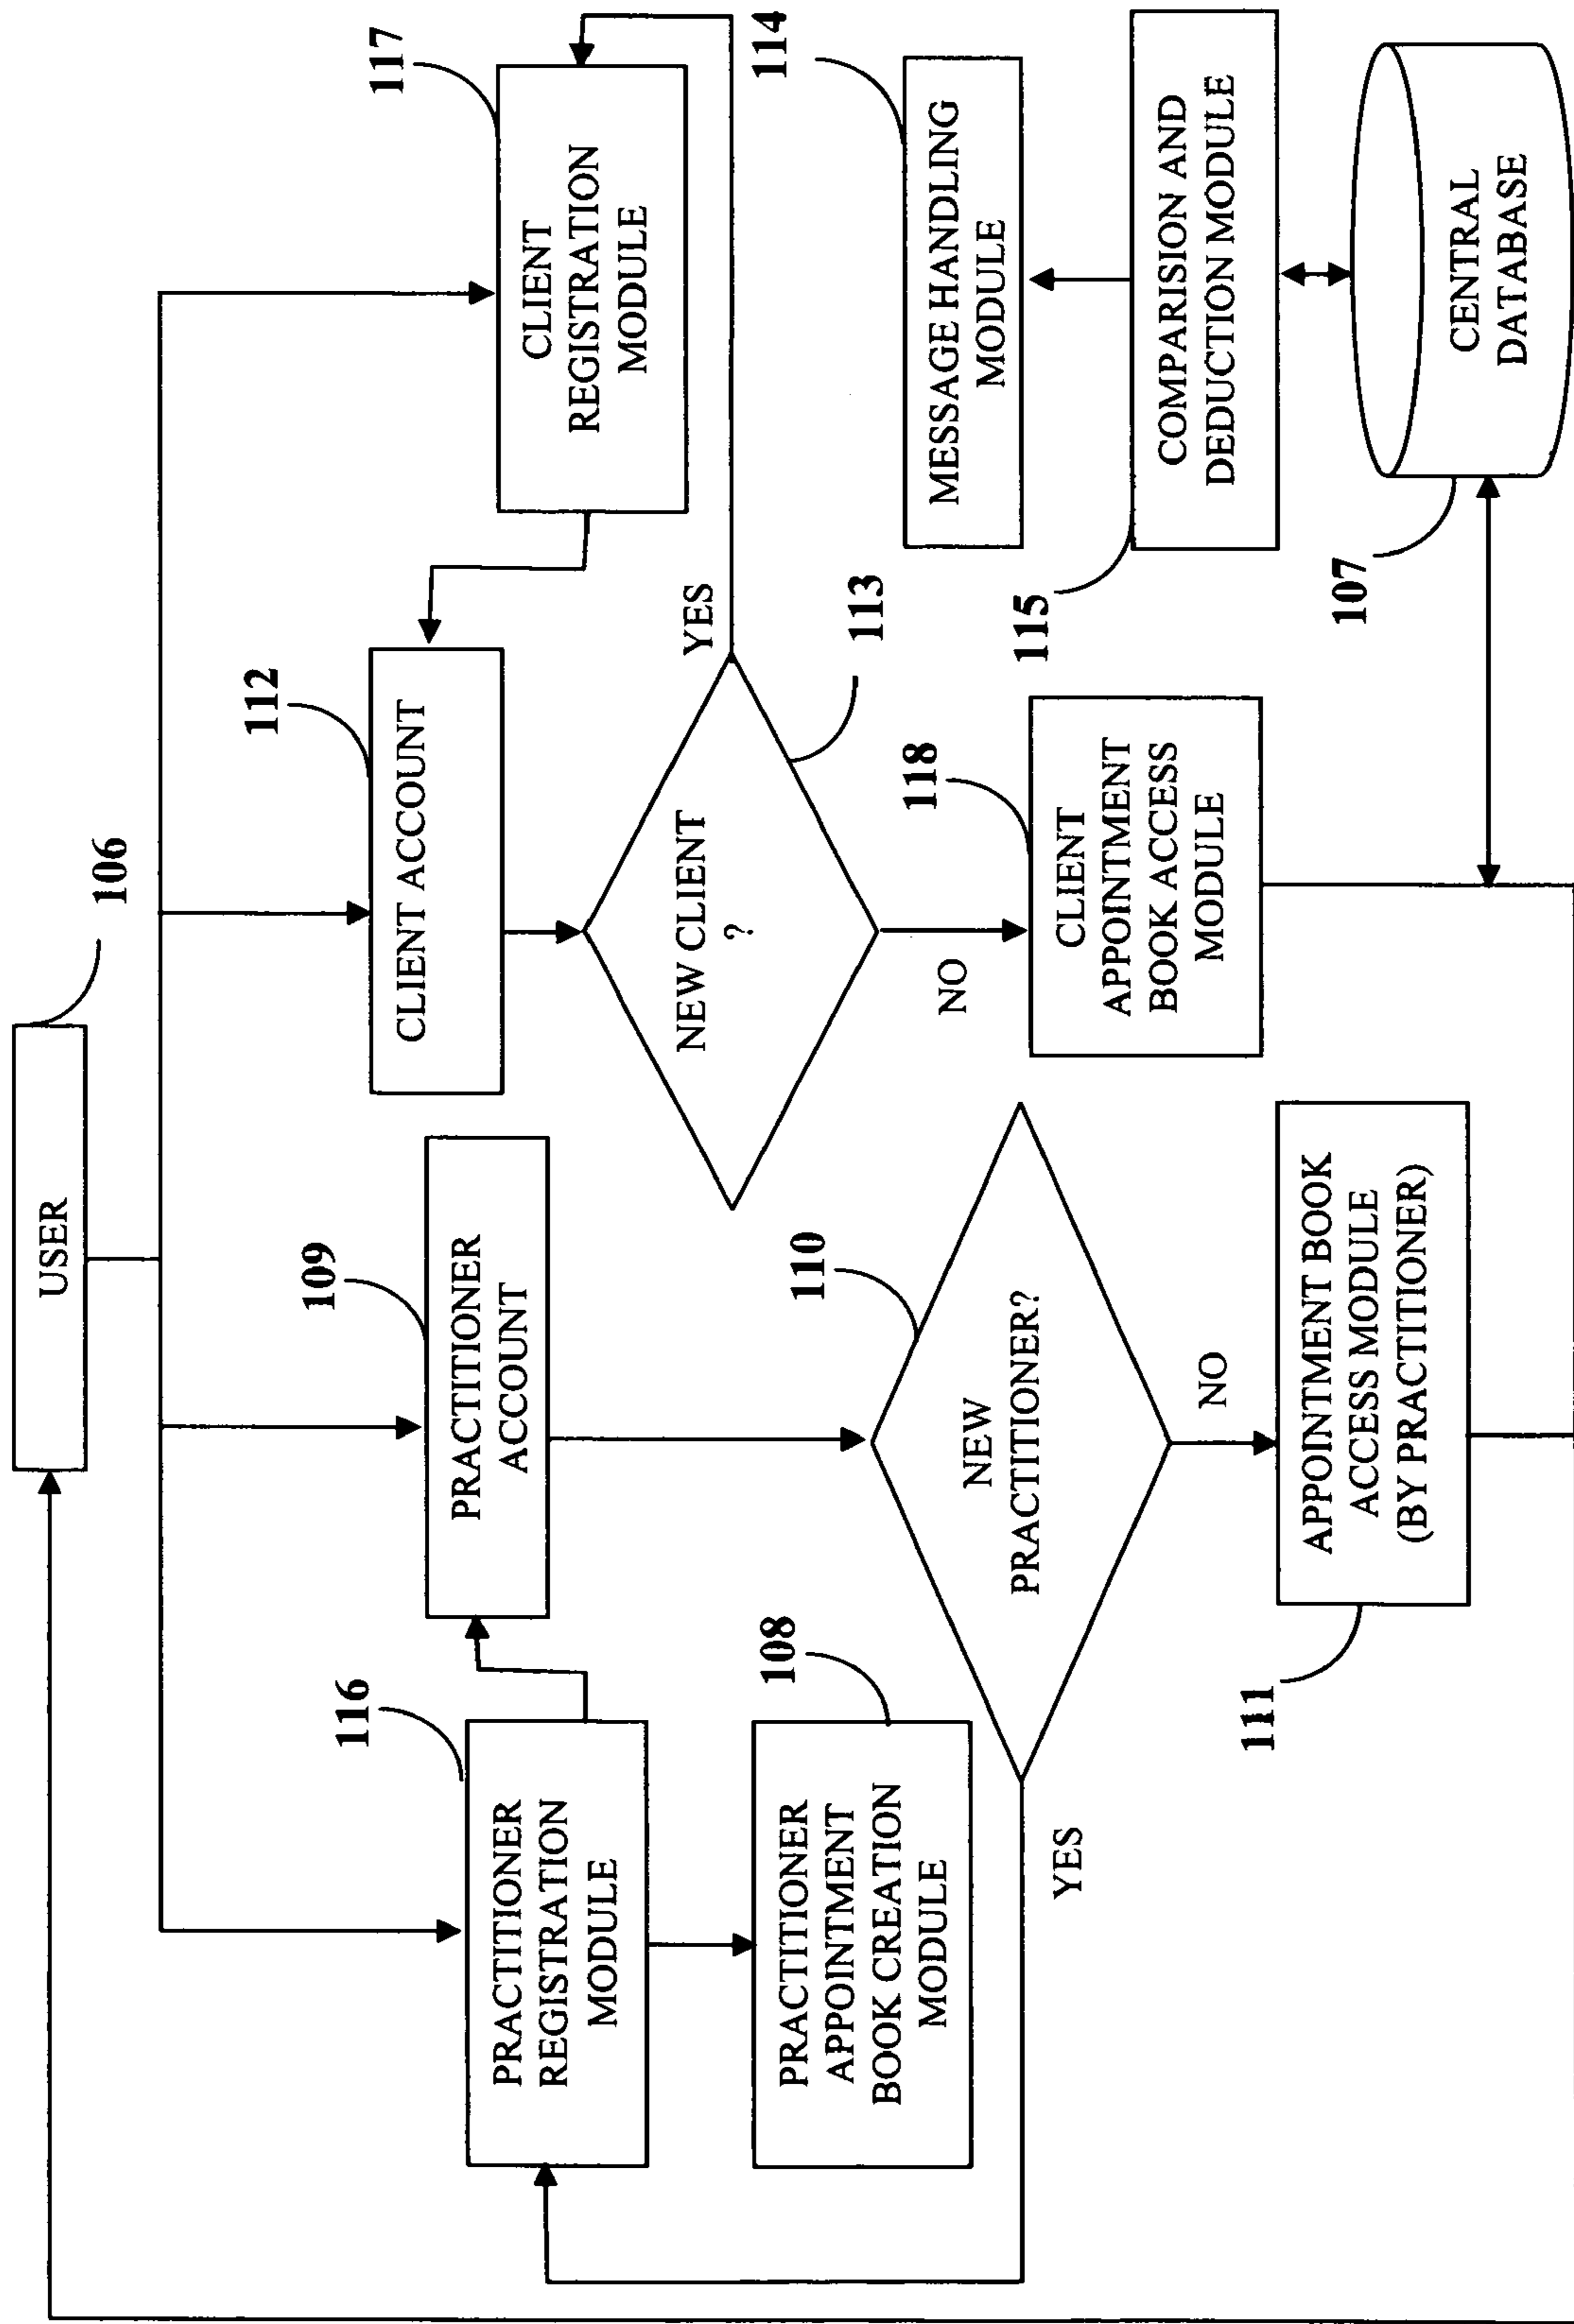 USER
106
116
PRACTITIONER
REGISTRATION
MODULE
109
PRACTITIONER
ACCOUNT
112
CLIENT ACCOUNT
117
CLIENT
REGISTRATION
MODULE
108
PRACTITIONER
APPOINTMENT
BOOK CREATION
MODULE
110
NEW
PRACTITIONER?
YES
NO
NEW CLIENT
?
YES
113
NO
114
MESSAGE HANDLING
MODULE
118
CLIENT
APPOINTMENT
BOOK ACCESS
MODULE
115
COMPARISION AND
DEDUCTION MODULE
111
APPOINTMENT BOOK
ACCESS MODULE
(BY PRACTITIONER)
107
CENTRAL
DATABASE